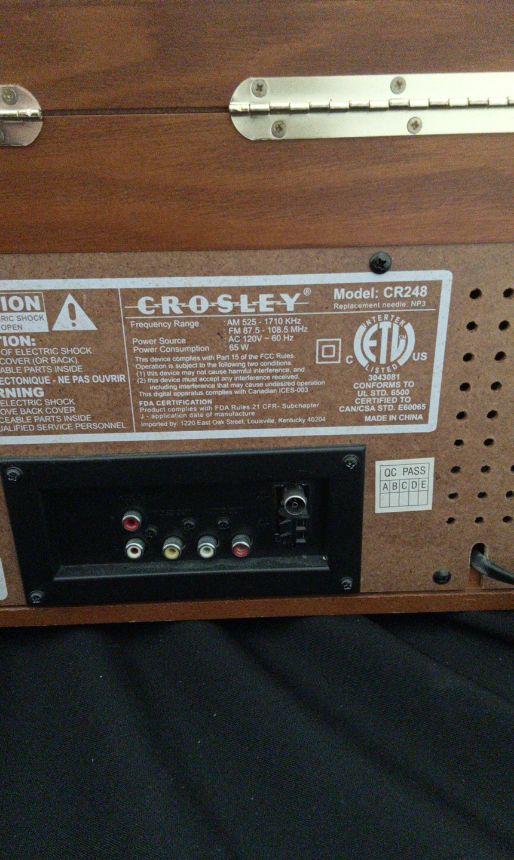 CROSLEY®
Model: CR248
Replacement needle: NP3
Frequency Range AM 525 - 1710 KHz
FM 87.5 - 108.5 MHz
Power Source AC 120V ~ 60 Hz
Power Consumption 65 W
This device complies with Part 15 of the FCC Rules.
Operation is subject to the following two conditions.
(1) this device may not cause harmful interference, and
(2) this device must accept any interference received,
including interference that may cause undesired operation
This digital apparatus complies with Canadian ICES-003
FDA CERTIFICATION
Product complies with FDA Rules 21 CFR- Subchapter
J - application date of manufacture
Imported by: 1220 East Oak Street, Louisville, Kentucky 40204
INTERTEK
C ETL US
LISTED
3043081
CONFORMS TO
UL STD. 6500
CERTIFIED TO
CAN/CSA STD. E60065
MADE IN CHINA
TION
TRIC SHOCK
OPEN
TION:
OF ELECTRIC SHOCK
COVER (OR BACK).
ABLE PARTS INSIDE
ECTONIQUE - NE PAS OUVRIR
RNING
ELECTRIC SHOCK
OVE BACK COVER
CEABLE PARTS INSIDE
UALIFIED SERVICE PERSONNEL
QC PASS
A B C D E